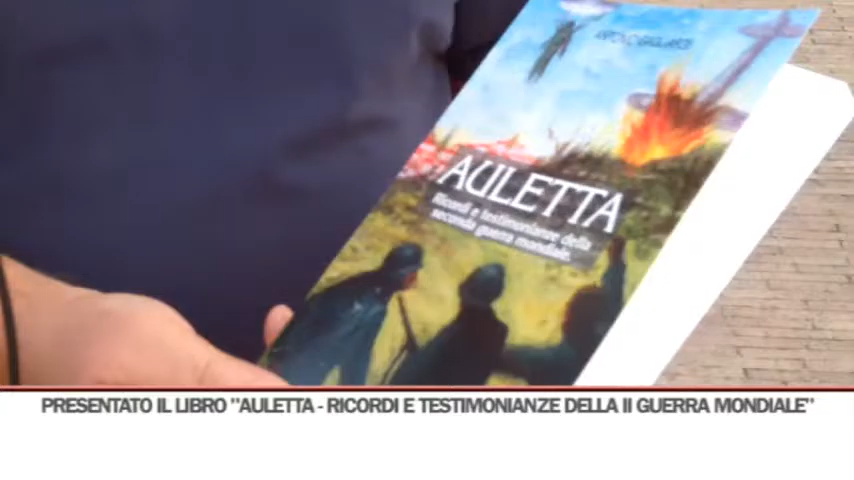 AULETTA
Ricordi e testimonianze della
seconda guerra mondiale.
PRESENTATO IL LIBRO "AULETTA - RICORDI E TESTIMONIANZE DELLA II GUERRA MONDIALE"